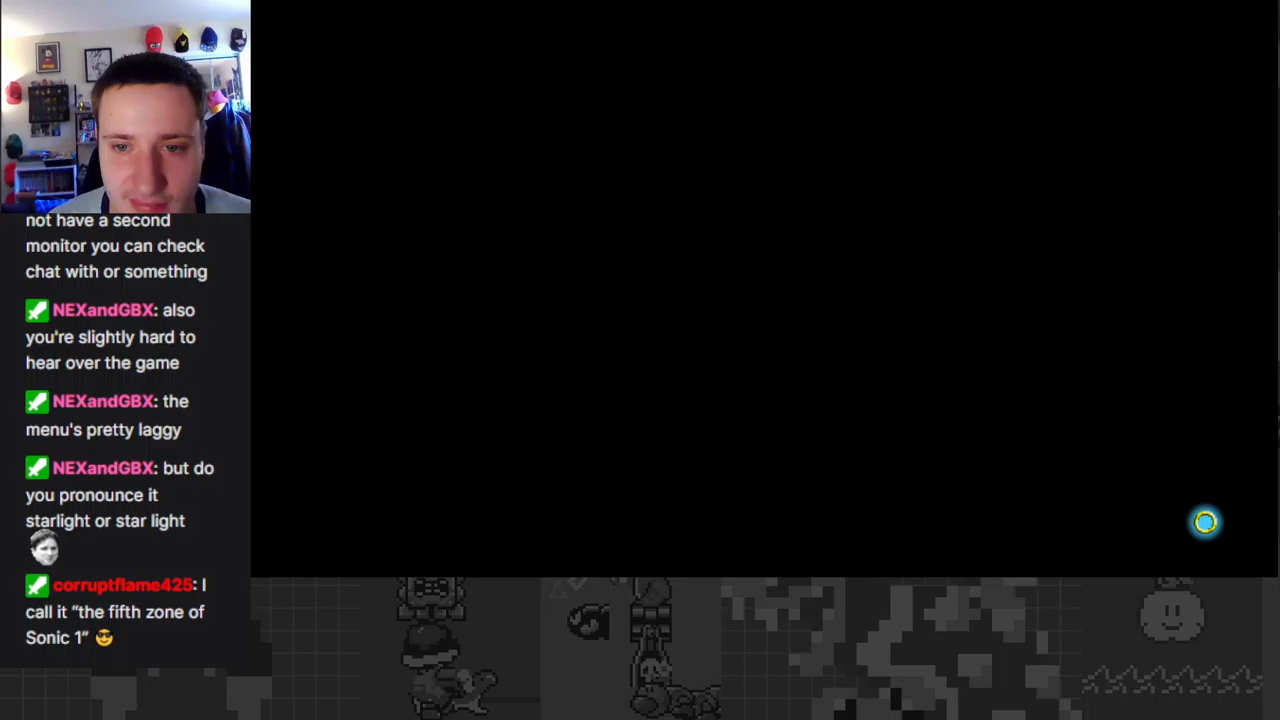 not have a second
monitor you can check
chat with or something
NEXandGBX: also
you're slightly hard to
hear over the game
NEXandGBX: the
menu's pretty laggy
NEXandGBX: but do
you pronounce it
starlight or star light
corruptflame425: I
call it “the fifth zone of
Sonic 1” 😎